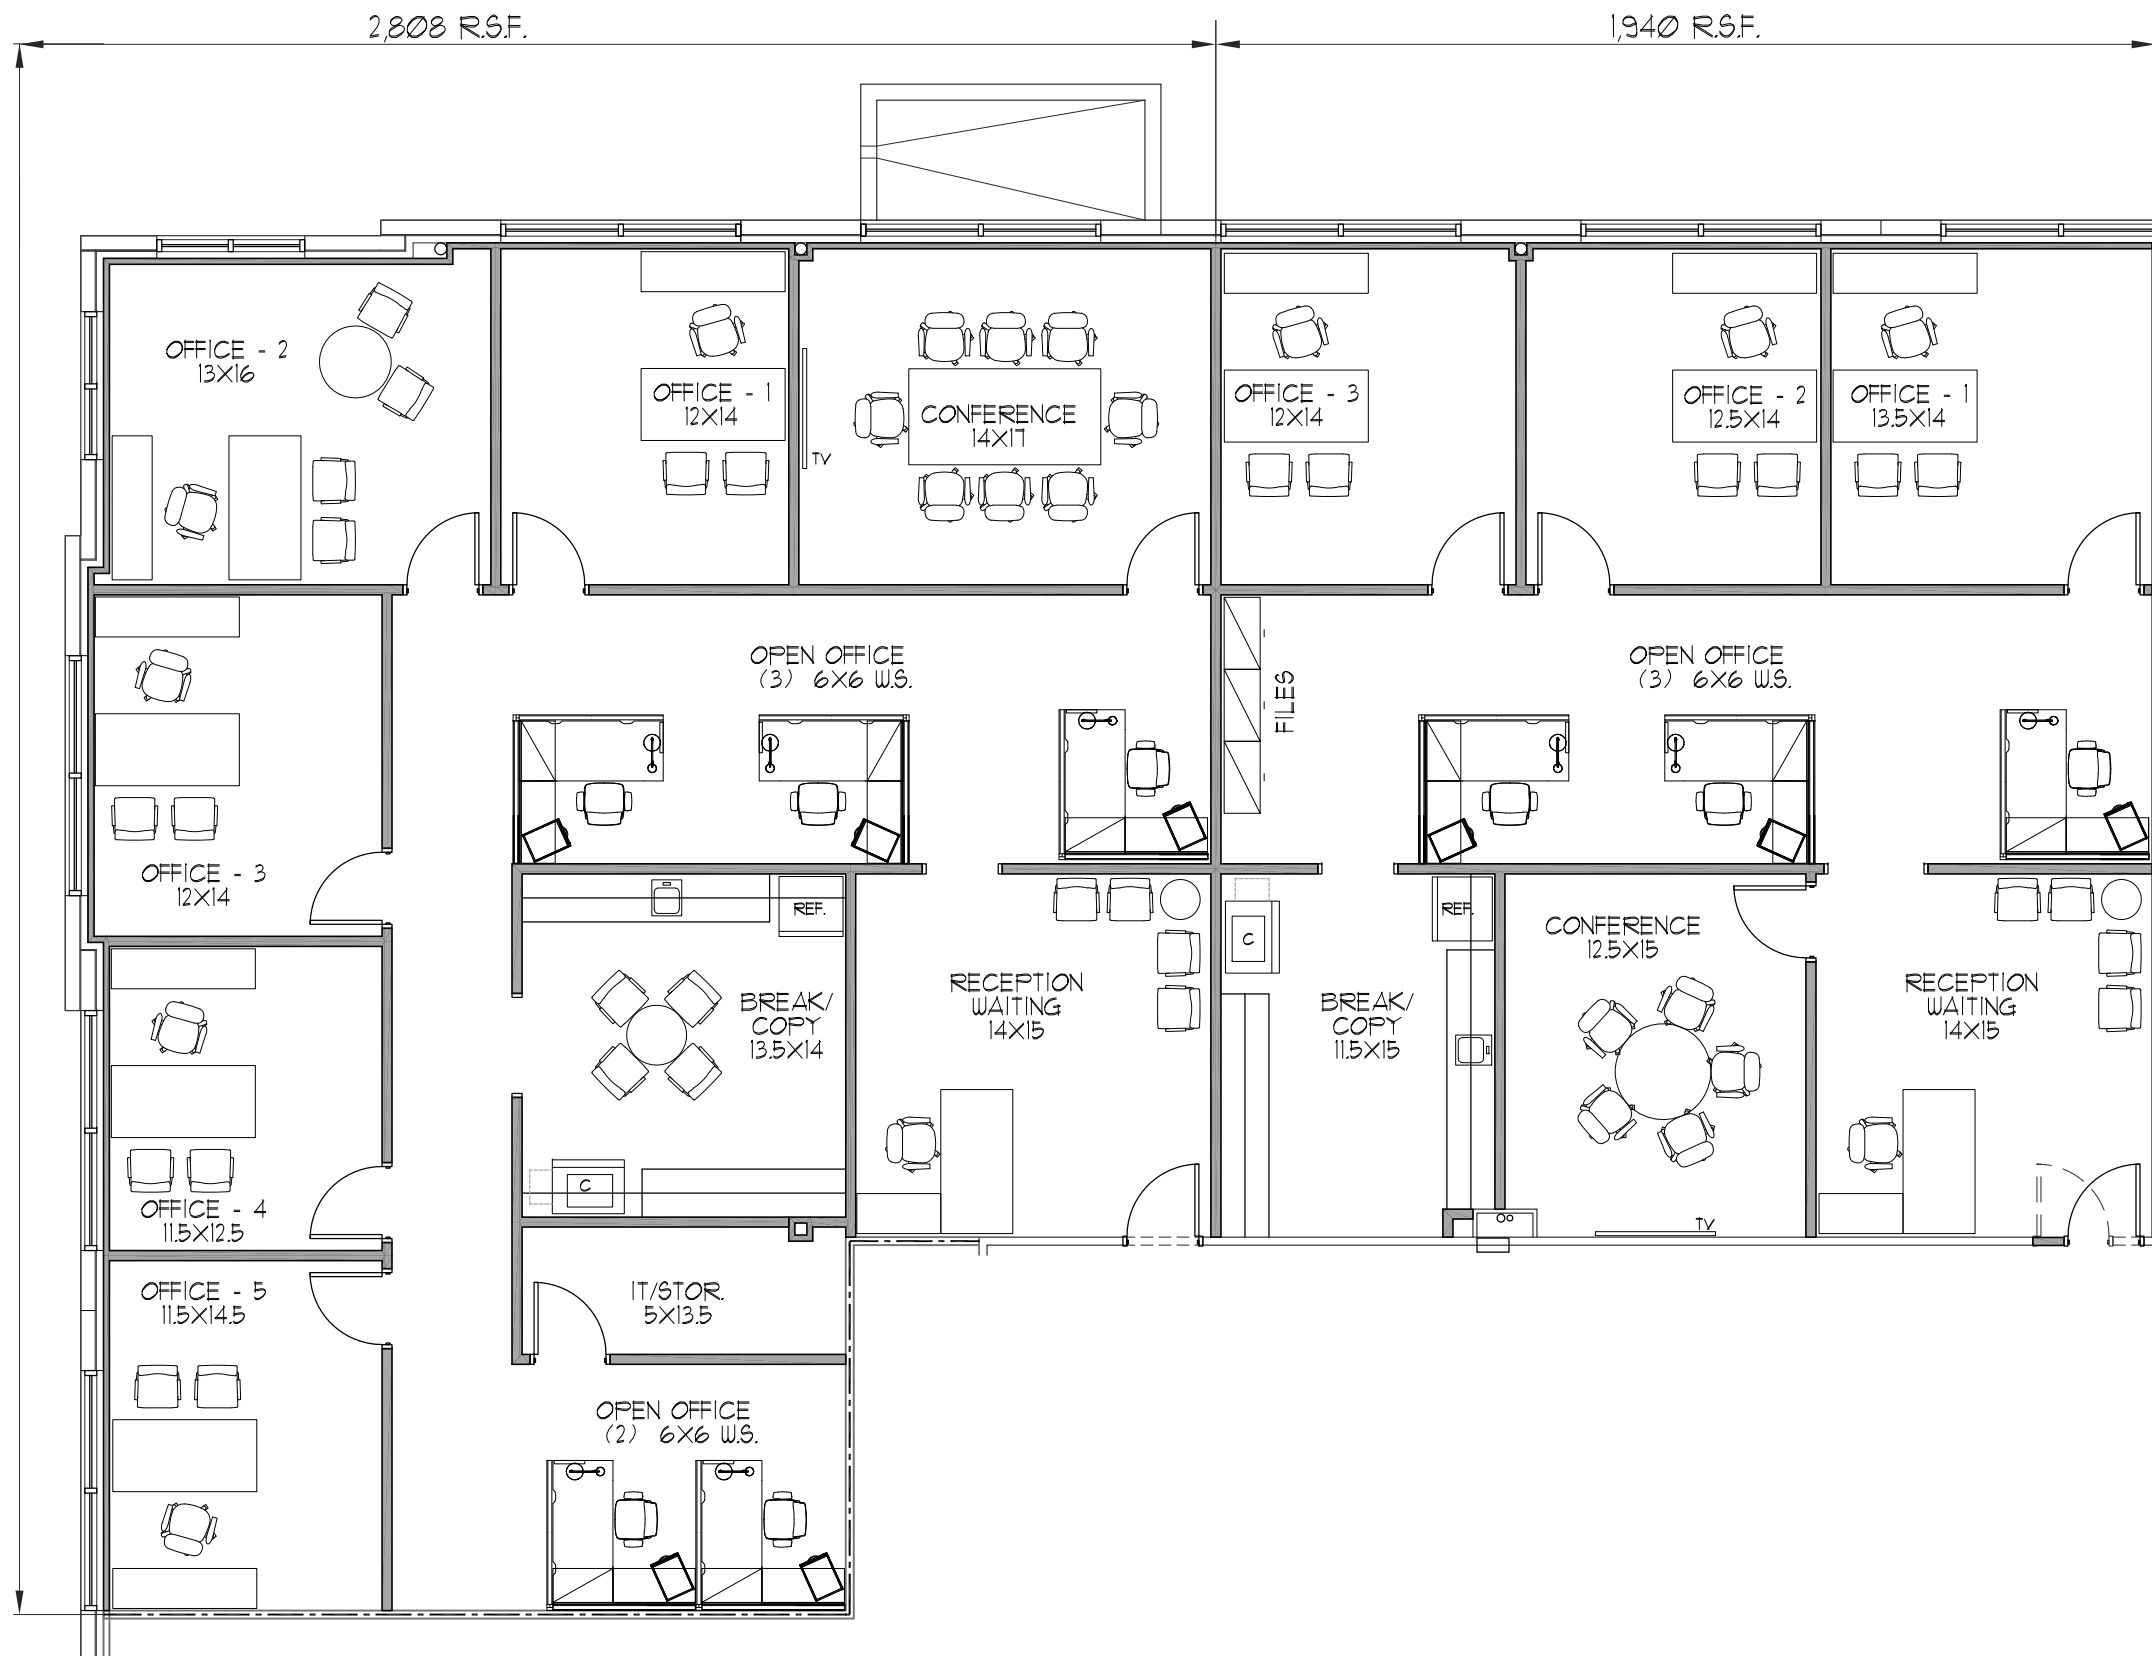 2,808 R.S.F.
1,940 R.S.F.
OFFICE - 2
13X16
OFFICE - 1
12X14
TV
CONFERENCE
14X17
OFFICE - 3
12X14
OFFICE - 2
12.5X14
OFFICE - 1
13.5X14
OPEN OFFICE
(3) 6X6 W.S.
FILES
OPEN OFFICE
(3) 6X6 W.S.
OFFICE - 3
12X14
REF.
BREAK/
COPY
13.5X14
C
RECEPTION
WAITING
14X15
C
REF.
BREAK/
COPY
11.5X15
CONFERENCE
12.5X15
TV
RECEPTION
WAITING
14X15
OFFICE - 4
11.5X12.5
OFFICE - 5
11.5X14.5
IT/STOR.
5X13.5
OPEN OFFICE
(2) 6X6 W.S.